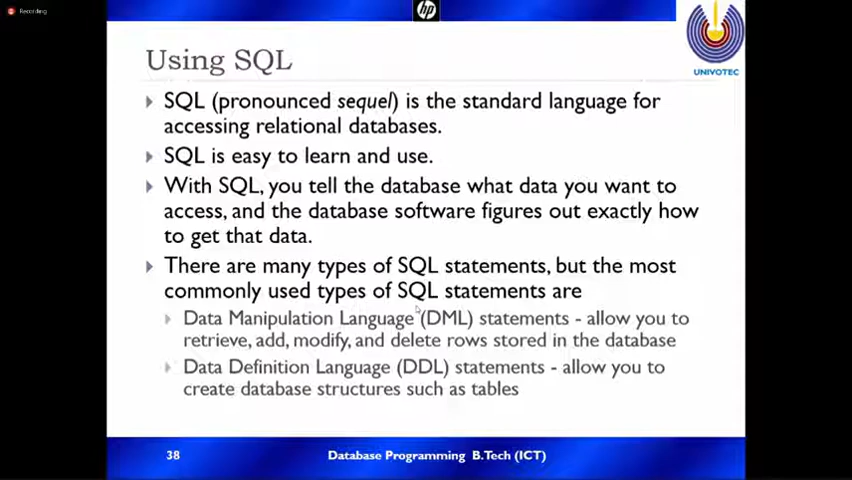 Recording
hp
UNIVOTEC
Using SQL
SQL (pronounced sequel) is the standard language for
accessing relational databases.
SQL is easy to learn and use.
With SQL, you tell the database what data you want to
access, and the database software figures out exactly how
to get that data.
There are many types of SQL statements, but the most
commonly used types of SQL statements are
Data Manipulation Language (DML) statements - allow you to
retrieve, add, modify, and delete rows stored in the database
Data Definition Language (DDL) statements - allow you to
create database structures such as tables
38
Database Programming B.Tech (ICT)